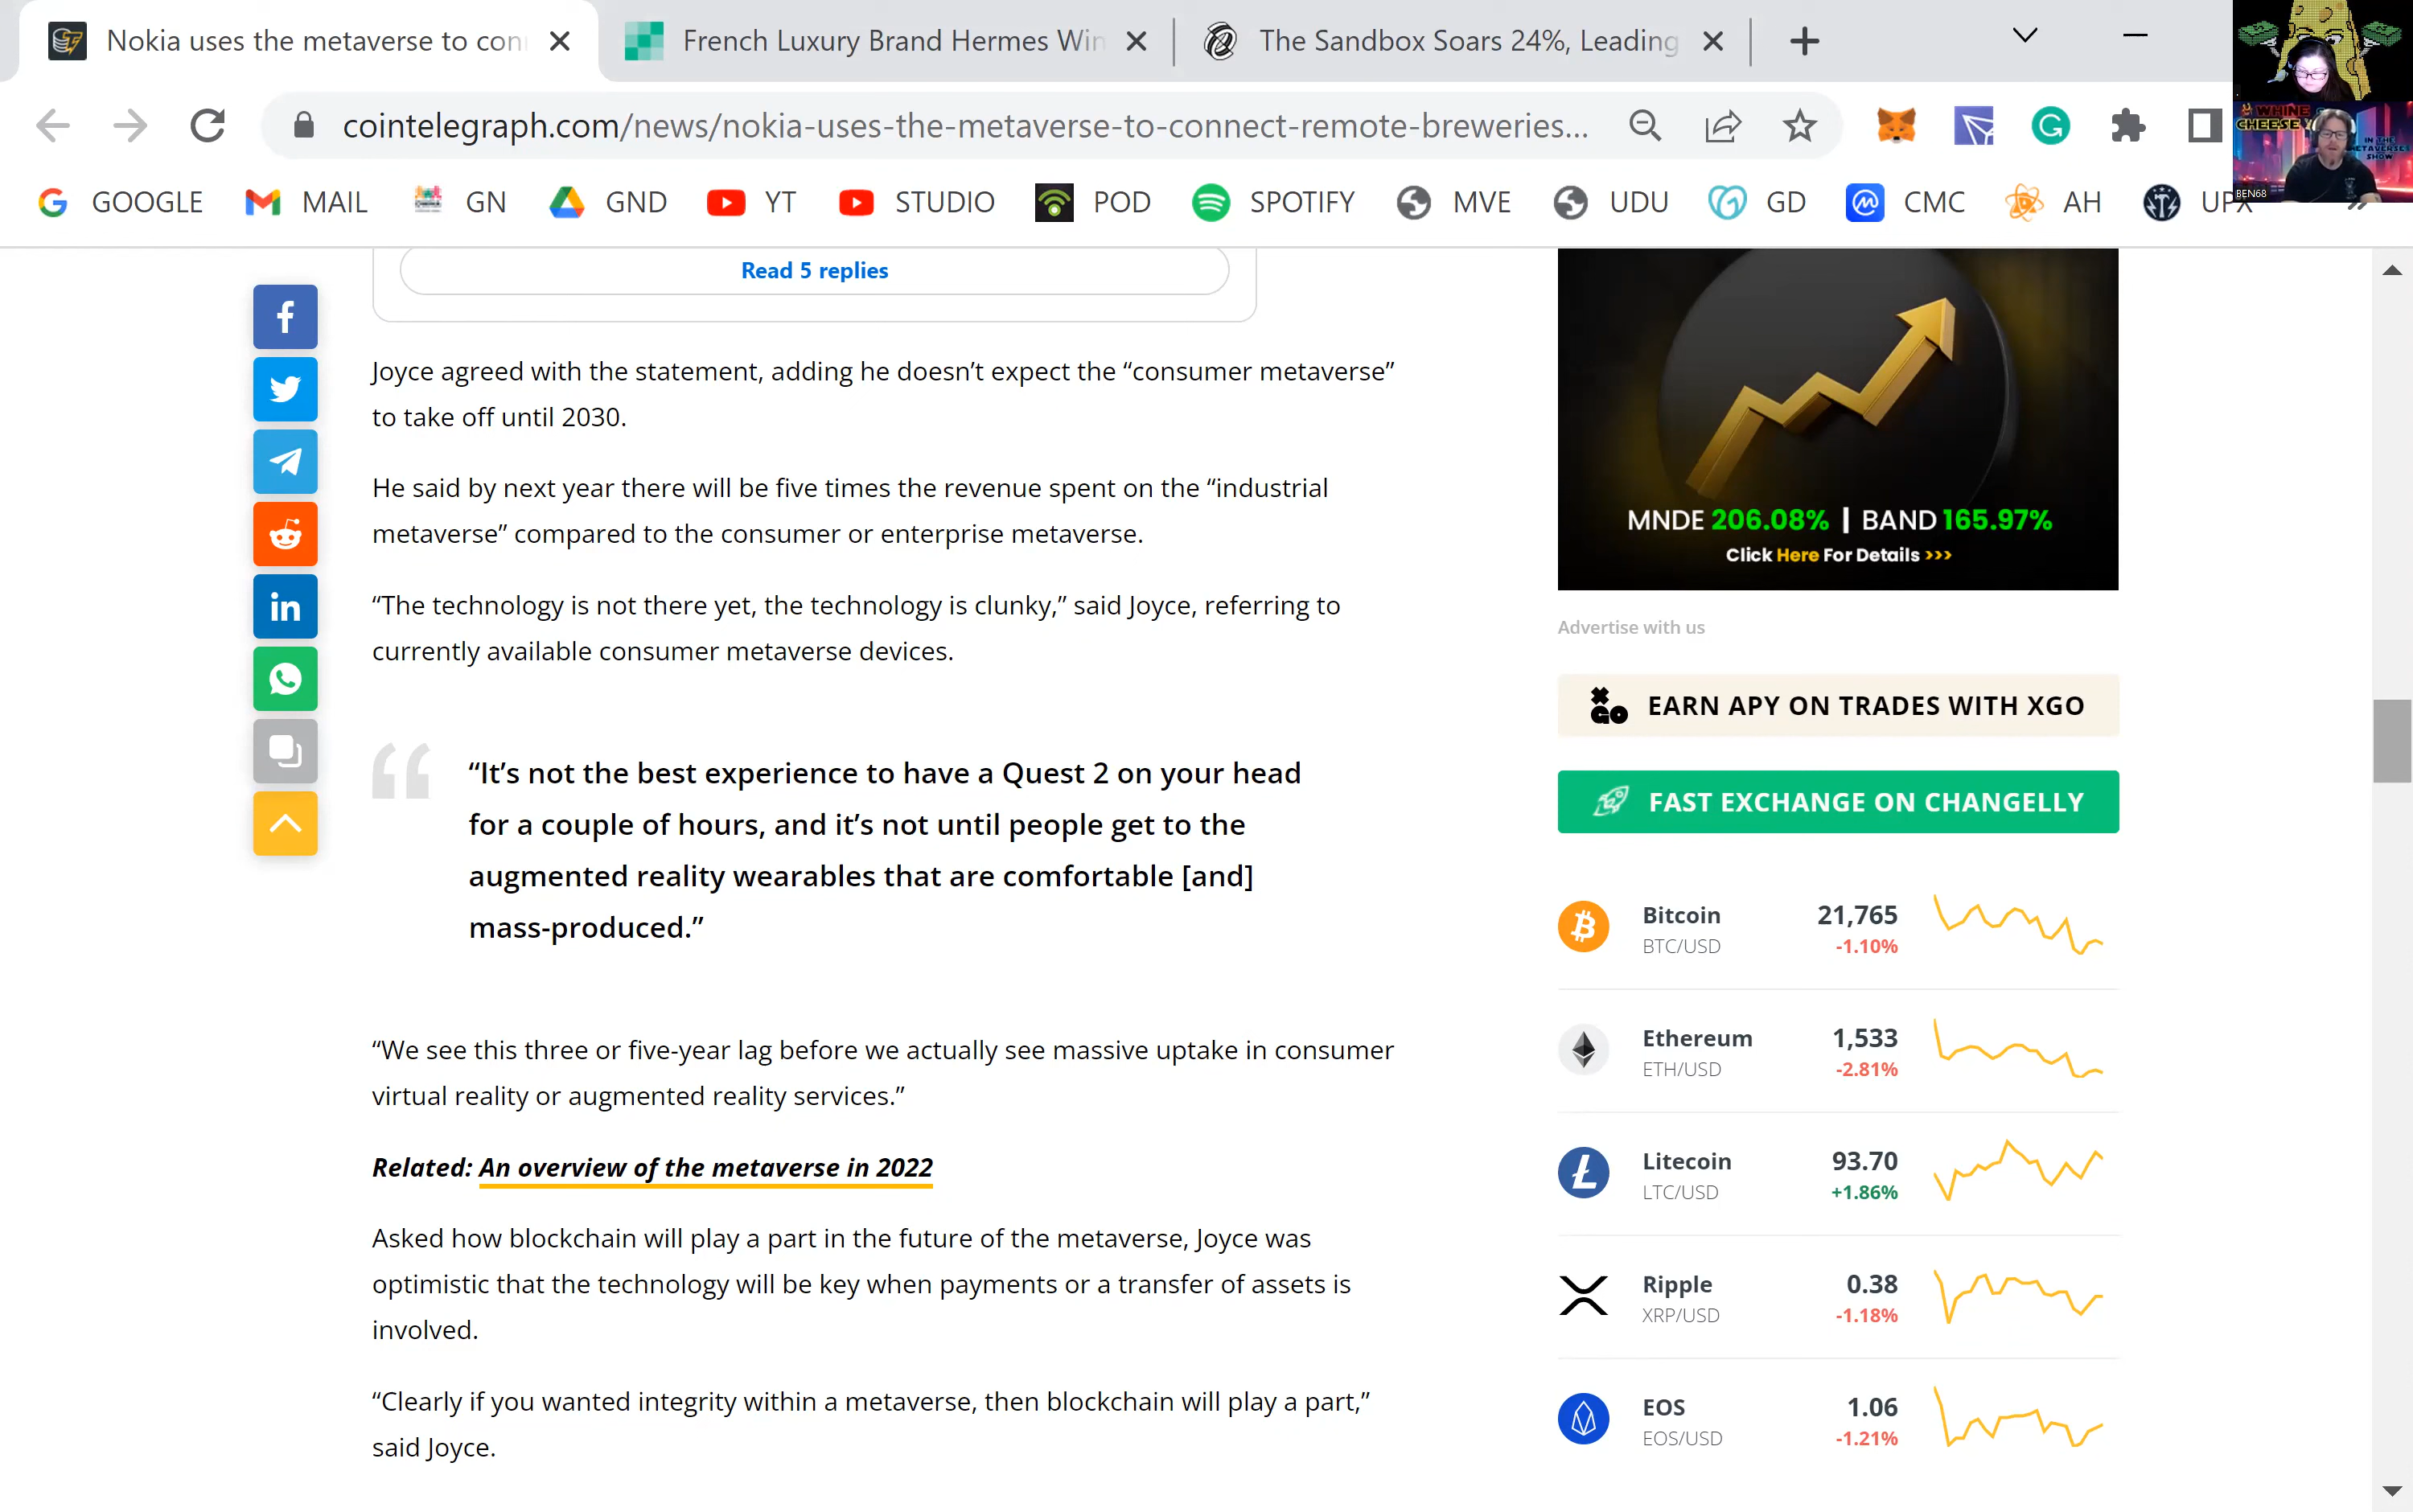 Nokia uses the metaverse to con
French Luxury Brand Hermes Win
The Sandbox Soars 24%, Leading
cointelegraph.com/news/nokia-uses-the-metaverse-to-connect-remote-breweries...
GOOGLE MAIL GN GND YT STUDIO POD SPOTIFY MVE UDU GD CMC AH UPX
WHINE
CHEESE
IN THE
METAVERSES
SHOW
BEN68
Read 5 replies
Joyce agreed with the statement, adding he doesn’t expect the “consumer metaverse”
to take off until 2030.
He said by next year there will be five times the revenue spent on the “industrial
metaverse” compared to the consumer or enterprise metaverse.
“The technology is not there yet, the technology is clunky,” said Joyce, referring to
currently available consumer metaverse devices.
“It’s not the best experience to have a Quest 2 on your head
for a couple of hours, and it’s not until people get to the
augmented reality wearables that are comfortable [and]
mass-produced.”
“We see this three or five-year lag before we actually see massive uptake in consumer
virtual reality or augmented reality services.”
Related: An overview of the metaverse in 2022
Asked how blockchain will play a part in the future of the metaverse, Joyce was
optimistic that the technology will be key when payments or a transfer of assets is
involved.
“Clearly if you wanted integrity within a metaverse, then blockchain will play a part,”
said Joyce.
MNDE 206.08% | BAND 165.97%
Click Here For Details >>>
Advertise with us
EARN APY ON TRADES WITH XGO
FAST EXCHANGE ON CHANGELLY
Bitcoin 21,765
BTC/USD -1.10%
Ethereum 1,533
ETH/USD -2.81%
Litecoin 93.70
LTC/USD +1.86%
Ripple 0.38
XRP/USD -1.18%
EOS 1.06
EOS/USD -1.21%